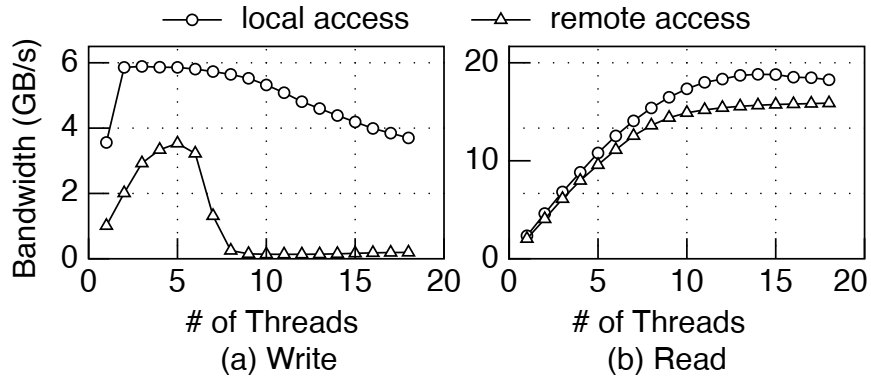 local access remote access
Bandwidth (GB/s)
6
4
2
0
0 5 10 15 20
# of Threads
(a) Write
20
10
0
0 5 10 15 20
# of Threads
(b) Read